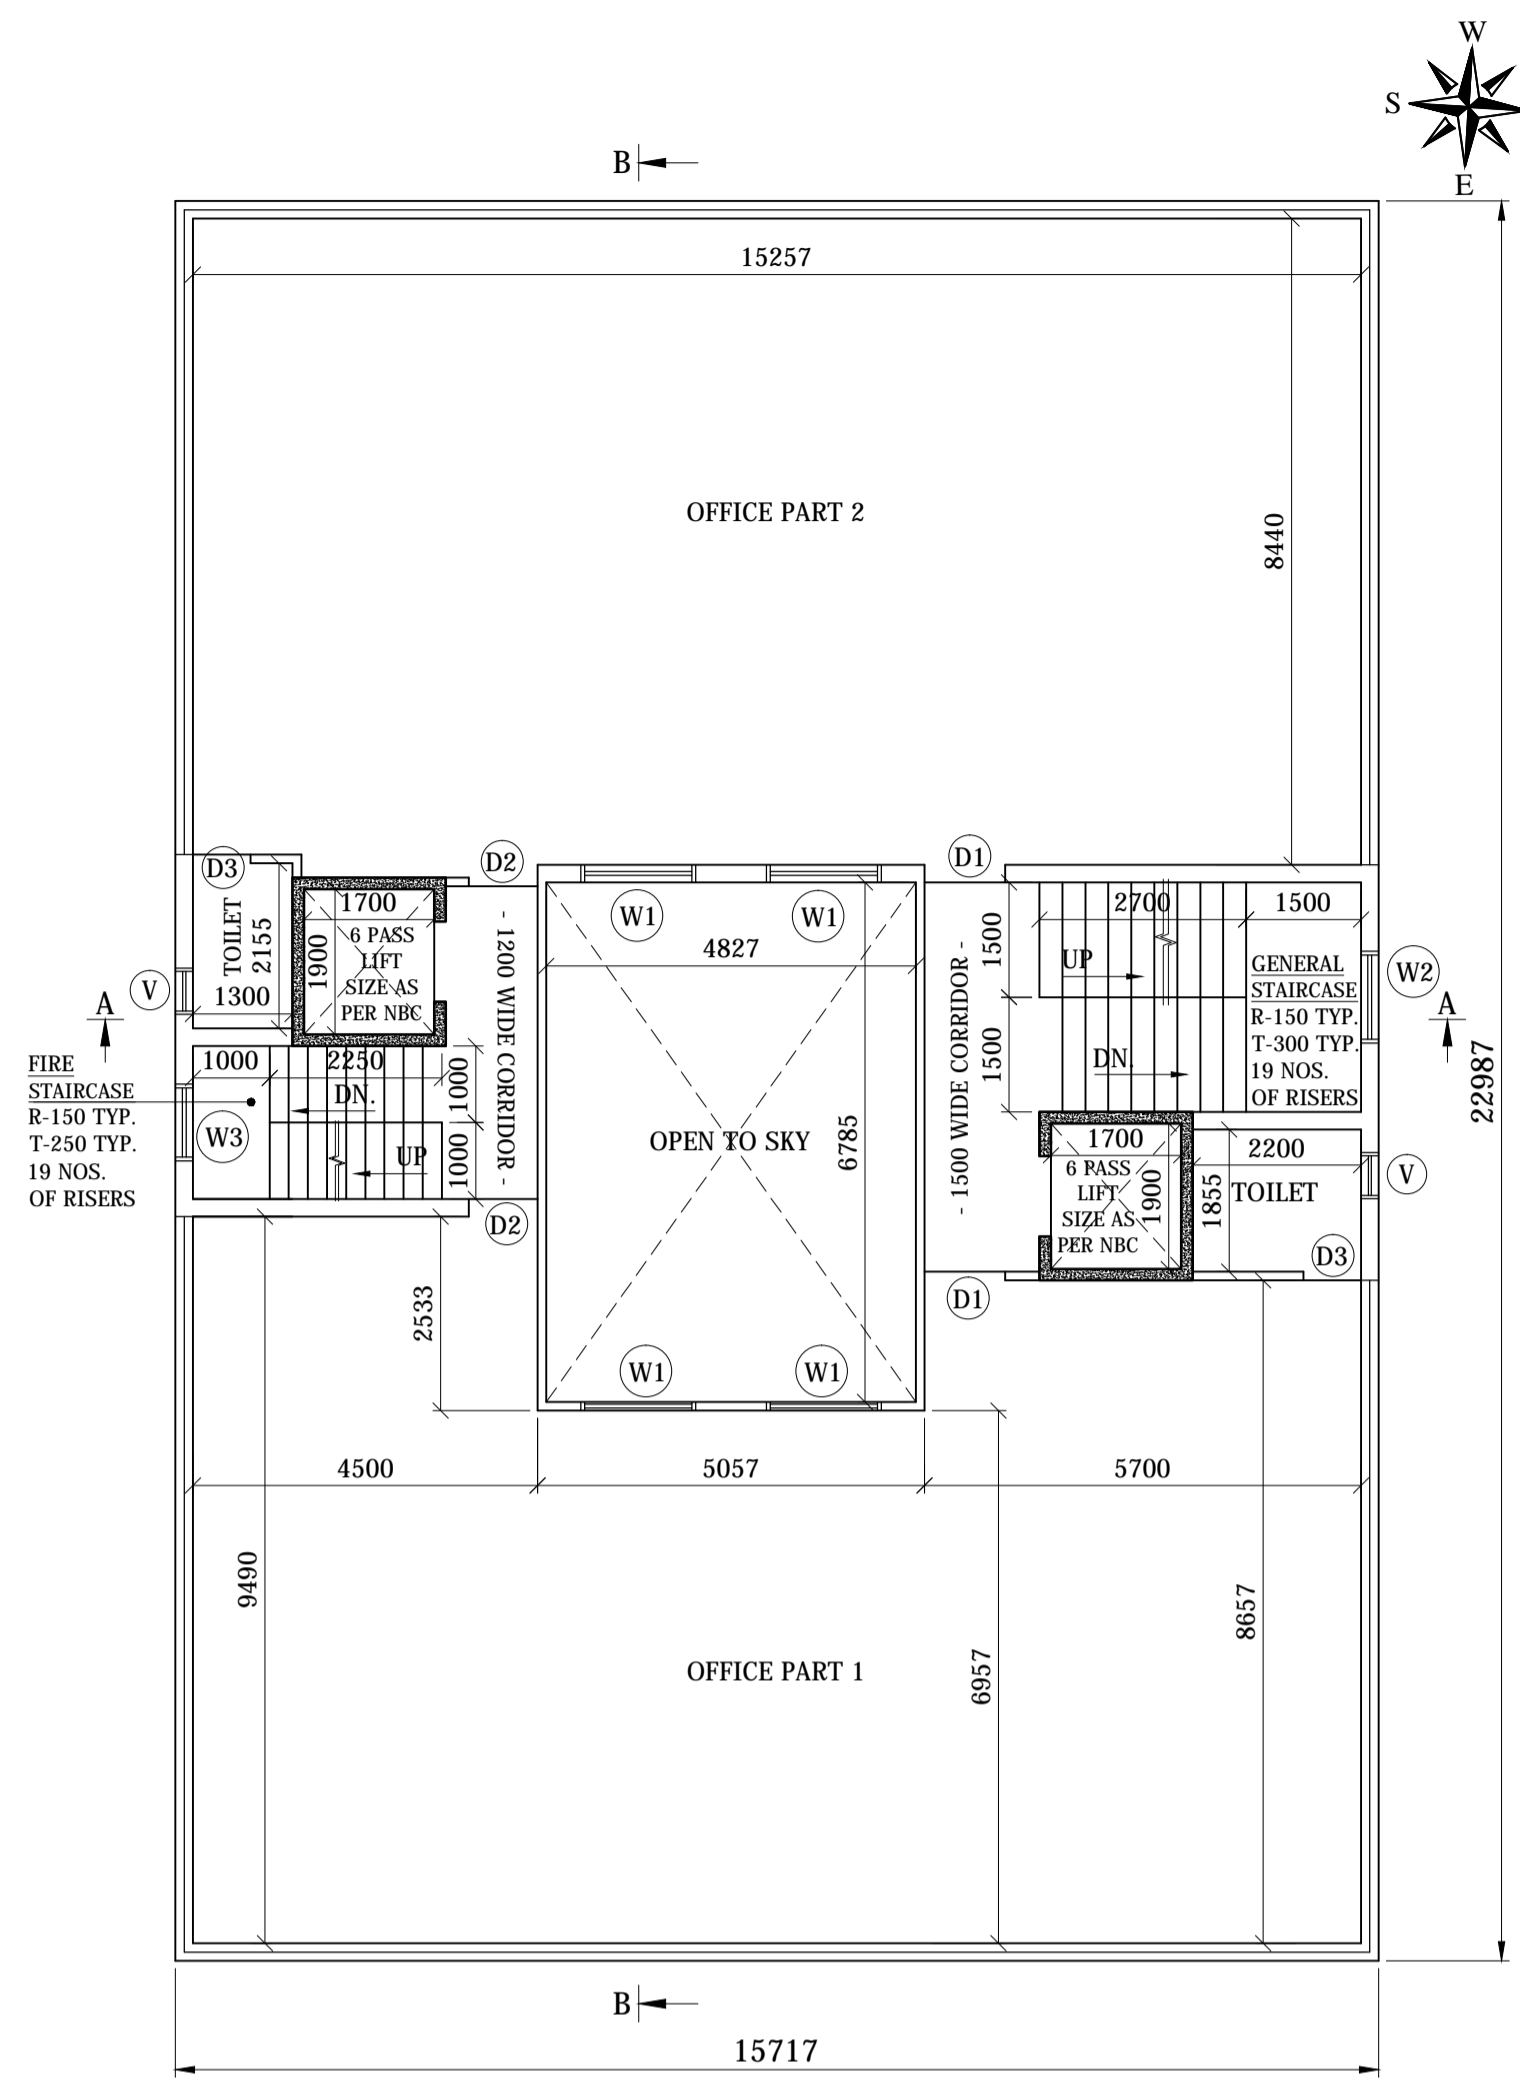 W
S
E
B
15257
OFFICE PART 2
8440
D3
D2
D1
1700
W1
W1
2700
1500
TOILET
2155
1900
6 PASS
LIFT
SIZE AS
PER NBC
- 1200 WIDE CORRIDOR -
4827
- 1500 WIDE CORRIDOR -
1500
UP
GENERAL
STAIRCASE
R-150 TYP.
T-300 TYP.
19 NOS.
OF RISERS
W2
V
1300
A
A
FIRE
STAIRCASE
R-150 TYP.
T-250 TYP.
19 NOS.
OF RISERS
1000
2250
DN.
1000
1500
DN.
22987
W3
UP
1000
OPEN TO SKY
6785
1700
6 PASS
LIFT
SIZE AS
PER NBC
1900
2200
1855
TOILET
V
D2
D3
D1
2533
W1
W1
4500
5057
5700
9490
8657
6957
OFFICE PART 1
B
15717